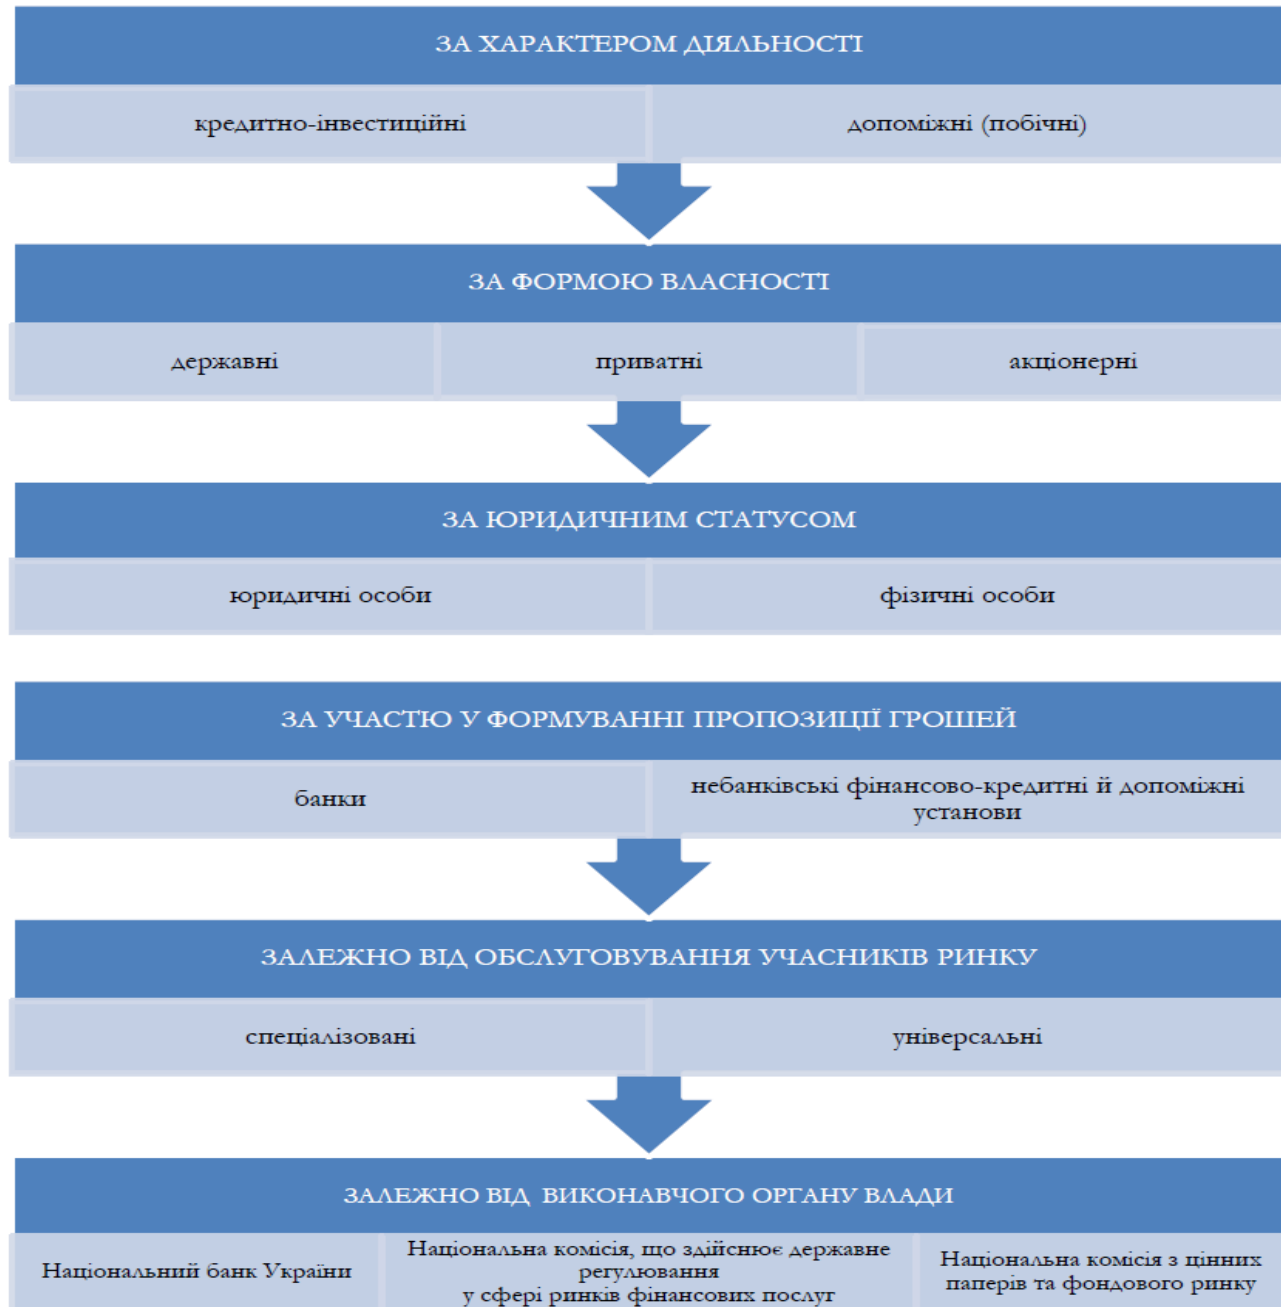 ЗА ХАРАКТЕРОМ ДІЯЛЬНОСТІ
кредитно-інвестиційні
допоміжні (побічні)
ЗА ФОРМОЮ ВЛАСНОСТІ
державні
приватні
акціонерні
ЗА ЮРИДИЧНИМ СТАТУСОМ
юридичні особи
фізичні особи
ЗА УЧАСТЮ У ФОРМУВАННІ ПРОПОЗИЦІЇ ГРОШЕЙ
банки
небанківські фінансово-кредитні й допоміжні
установи
ЗАЛЕЖНО ВІД ОБСЛУГОВУВАННЯ УЧАСНИКІВ РИНКУ
спеціалізовані
універсальні
ЗАЛЕЖНО ВІД ВИКОНАВЧОГО ОРГАНУ ВЛАДИ
Національний банк України
Національна комісія, що здійснює державне
регулювання
у сфері ринків фінансових послуг
Національна комісія з цінних
паперів та фондового ринку